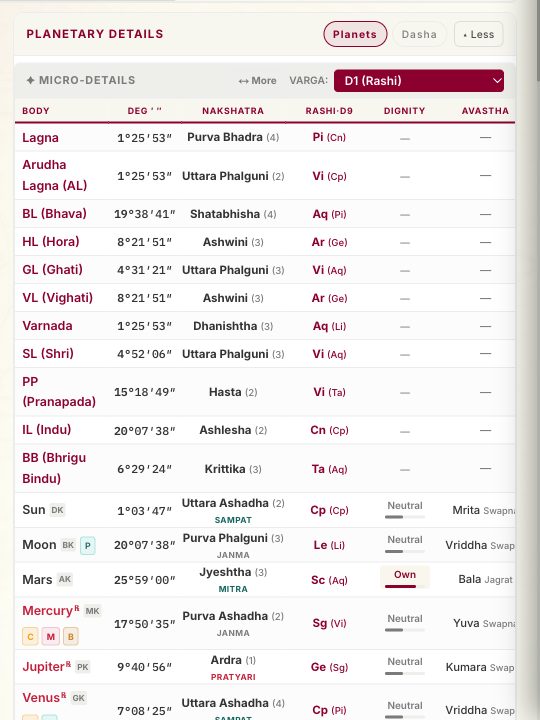 PLANETARY DETAILS Planets Dasha ▴ Less
✦ MICRO-DETAILS ↔ More VARGA: D1 (Rashi)
BODY DEG ° ′ ″ NAKSHATRA RASHI·D9 DIGNITY AVASTHA
Lagna 1°25′53″ Purva Bhadra (4) Pi (Cn) — —
Arudha
Lagna (AL) 1°25′53″ Uttara Phalguni (2) Vi (Cp) — —
BL (Bhava) 19°38′41″ Shatabhisha (4) Aq (Pi) — —
HL (Hora) 8°21′51″ Ashwini (3) Ar (Ge) — —
GL (Ghati) 4°31′21″ Uttara Phalguni (3) Vi (Aq) — —
VL (Vighati) 8°21′51″ Ashwini (3) Ar (Ge) — —
Varnada 1°25′53″ Dhanishtha (3) Aq (Li) — —
SL (Shri) 4°52′06″ Uttara Phalguni (3) Vi (Aq) — —
PP
(Pranapada) 15°18′49″ Hasta (2) Vi (Ta) — —
IL (Indu) 20°07′38″ Ashlesha (2) Cn (Cp) — —
BB (Bhrigu
Bindu) 6°29′24″ Krittika (3) Ta (Aq) — —
Sun DK 1°03′47″ Uttara Ashadha (2) Cp (Cp) Neutral Mrita Swapna
SAMPAT
Moon BK P 20°07′38″ Purva Phalguni (3) Le (Li) Neutral Vriddha Swap
JANMA
Mars AK 25°59′00″ Jyeshtha (3) Sc (Aq) Own Bala Jagrat
MITRA
Mercury℞ MK 17°50′35″ Purva Ashadha (2) Sg (Vi) Neutral Yuva Swapna
C M B JANMA
Jupiter℞ PK 9°40′56″ Ardra (1) Ge (Sg) Neutral Kumara Swap
PRATYARI
Venus℞ GK 7°08′25″ Uttara Ashadha (4) Cp (Pi) Neutral Vriddha Swap
SAMPAT